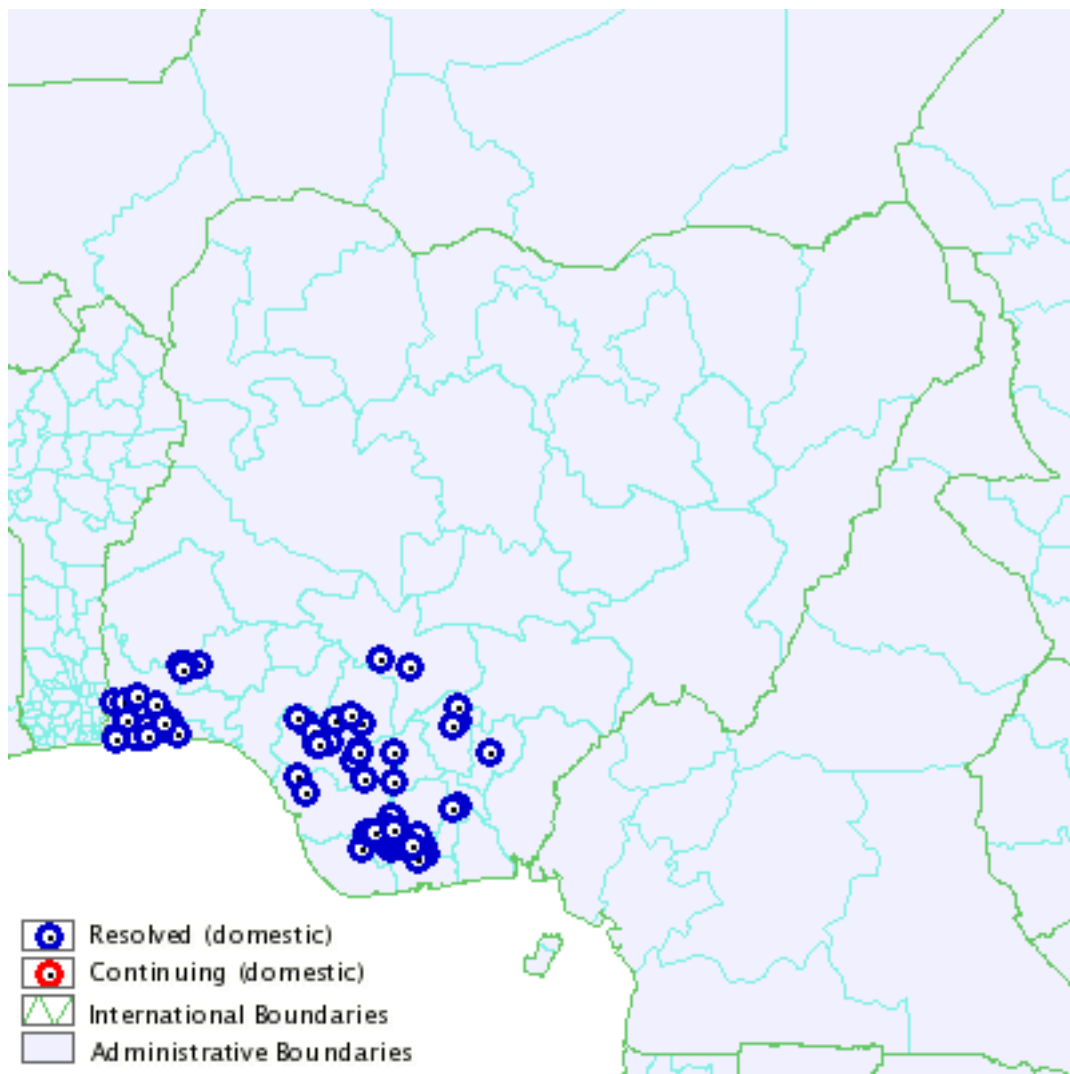 Resolved (domestic)
Continuing (domestic)
International Boundaries
Administrative Boundaries